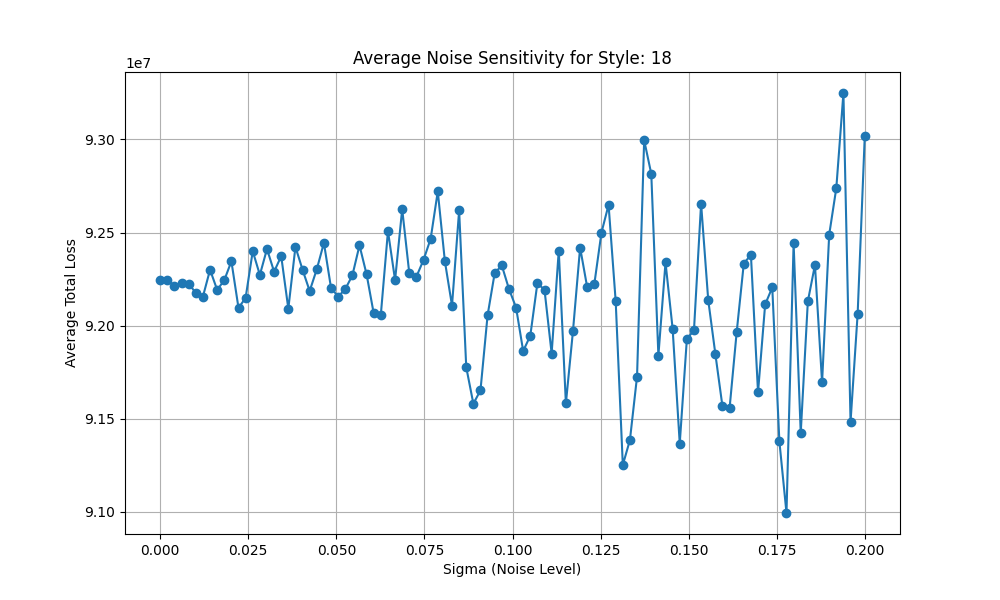 Average Noise Sensitivity for Style: 18
1e7
9.30
9.25
9.20
9.15
9.10
Average Total Loss
0.000 0.025 0.050 0.075 0.100 0.125 0.150 0.175 0.200
Sigma (Noise Level)